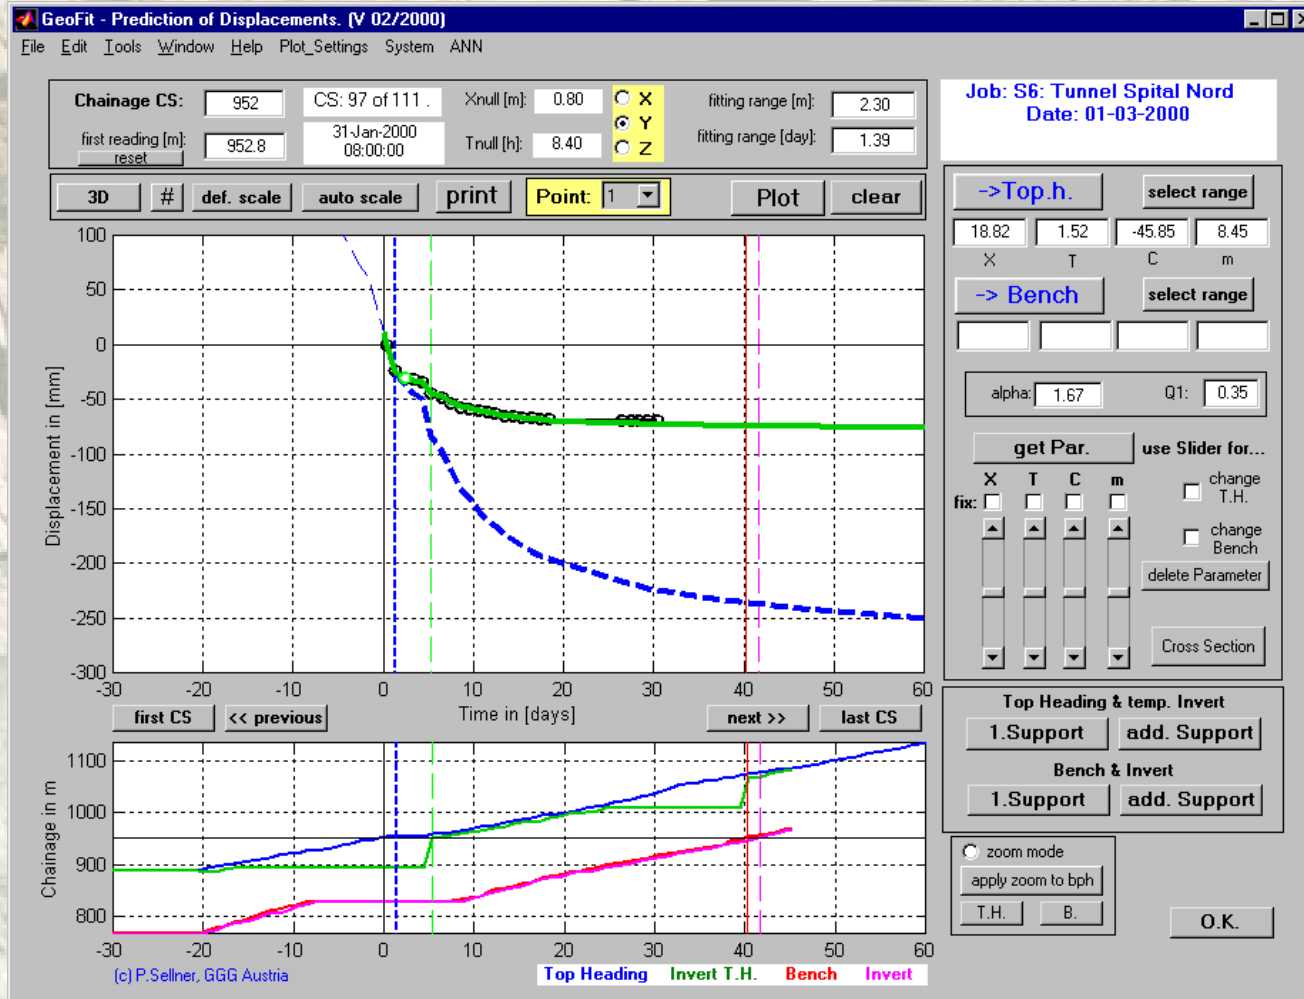 GeoFit - Prediction of Displacements. (V 02/2000)
File Edit Tools Window Help Plot_Settings System ANN
Chainage CS: 952 CS: 97 of 111 . Xnull [m]: 0.80 X fitting range [m]: 2.30
Y
first reading [m]: 952.8 31-Jan-2000 08:00:00 Tnull [h]: 8.40 Z fitting range [day]: 1.39
reset
Job: S6: Tunnel Spital Nord
Date: 01-03-2000
3D # def. scale auto scale print Point: 1 Plot clear
->Top.h. select range
18.82 1.52 -45.85 8.45
X T C m
-> Bench select range
alpha: 1.67 Q1: 0.35
get Par. use Slider for...
X T C m
fix:
change T.H.
change Bench
delete Parameter
Cross Section
100
50
0
-50
-100
-150
-200
-250
-300
Displacement in [mm]
-30 -20 -10 0 10 20 30 40 50 60
Time in [days]
first CS << previous next >> last CS
Top Heading & temp. Invert
1.Support add. Support
Bench & Invert
1.Support add. Support
1100
1000
900
800
Chainage in m
-30 -20 -10 0 10 20 30 40 50 60
zoom mode
apply zoom to bph
T.H. B.
O.K.
(c) P.Sellner, GGG Austria
Top Heading Invert T.H. Bench Invert